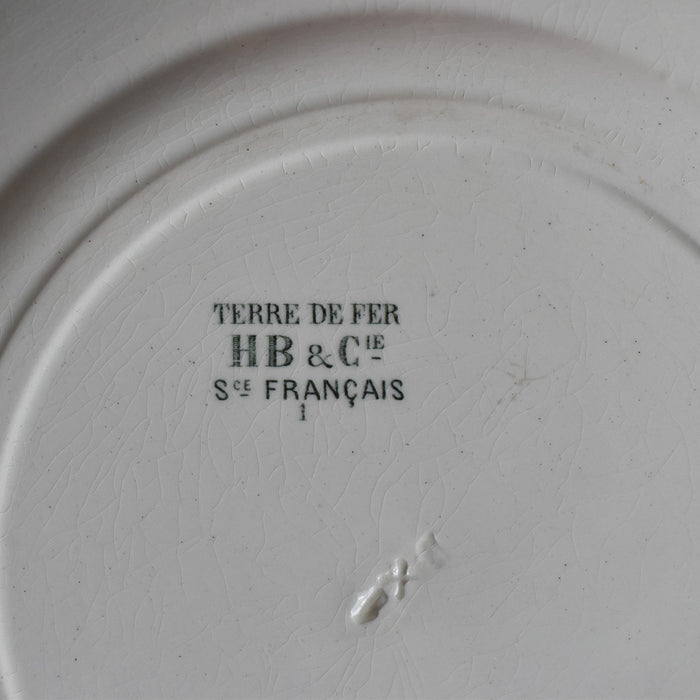 TERRE DE FER
HB & Cᴵᴱ
Sᶜᴱ FRANÇAIS
1